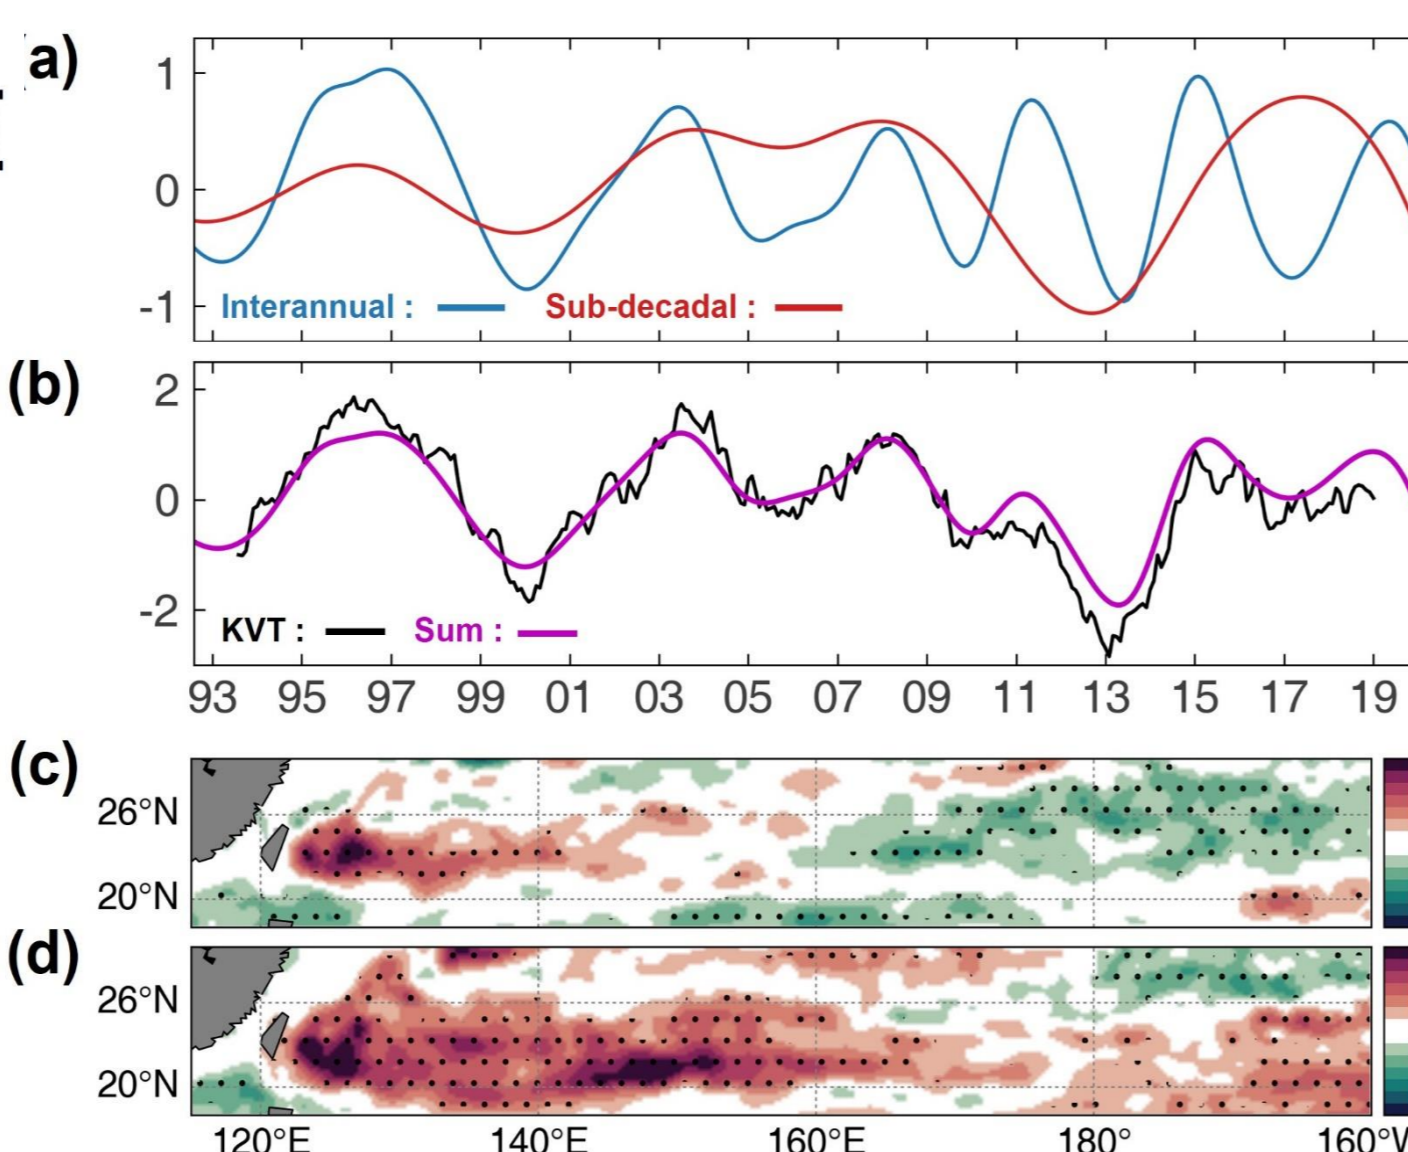 (a)
1
0
-1
Interannual : Sub-decadal :
(b)
2
0
-2
KVT : Sum :
93 95 97 99 01 03 05 07 09 11 13 15 17 19
(c)
26°N
20°N
(d)
26°N
20°N
120°E 140°E 160°E 180° 160°W